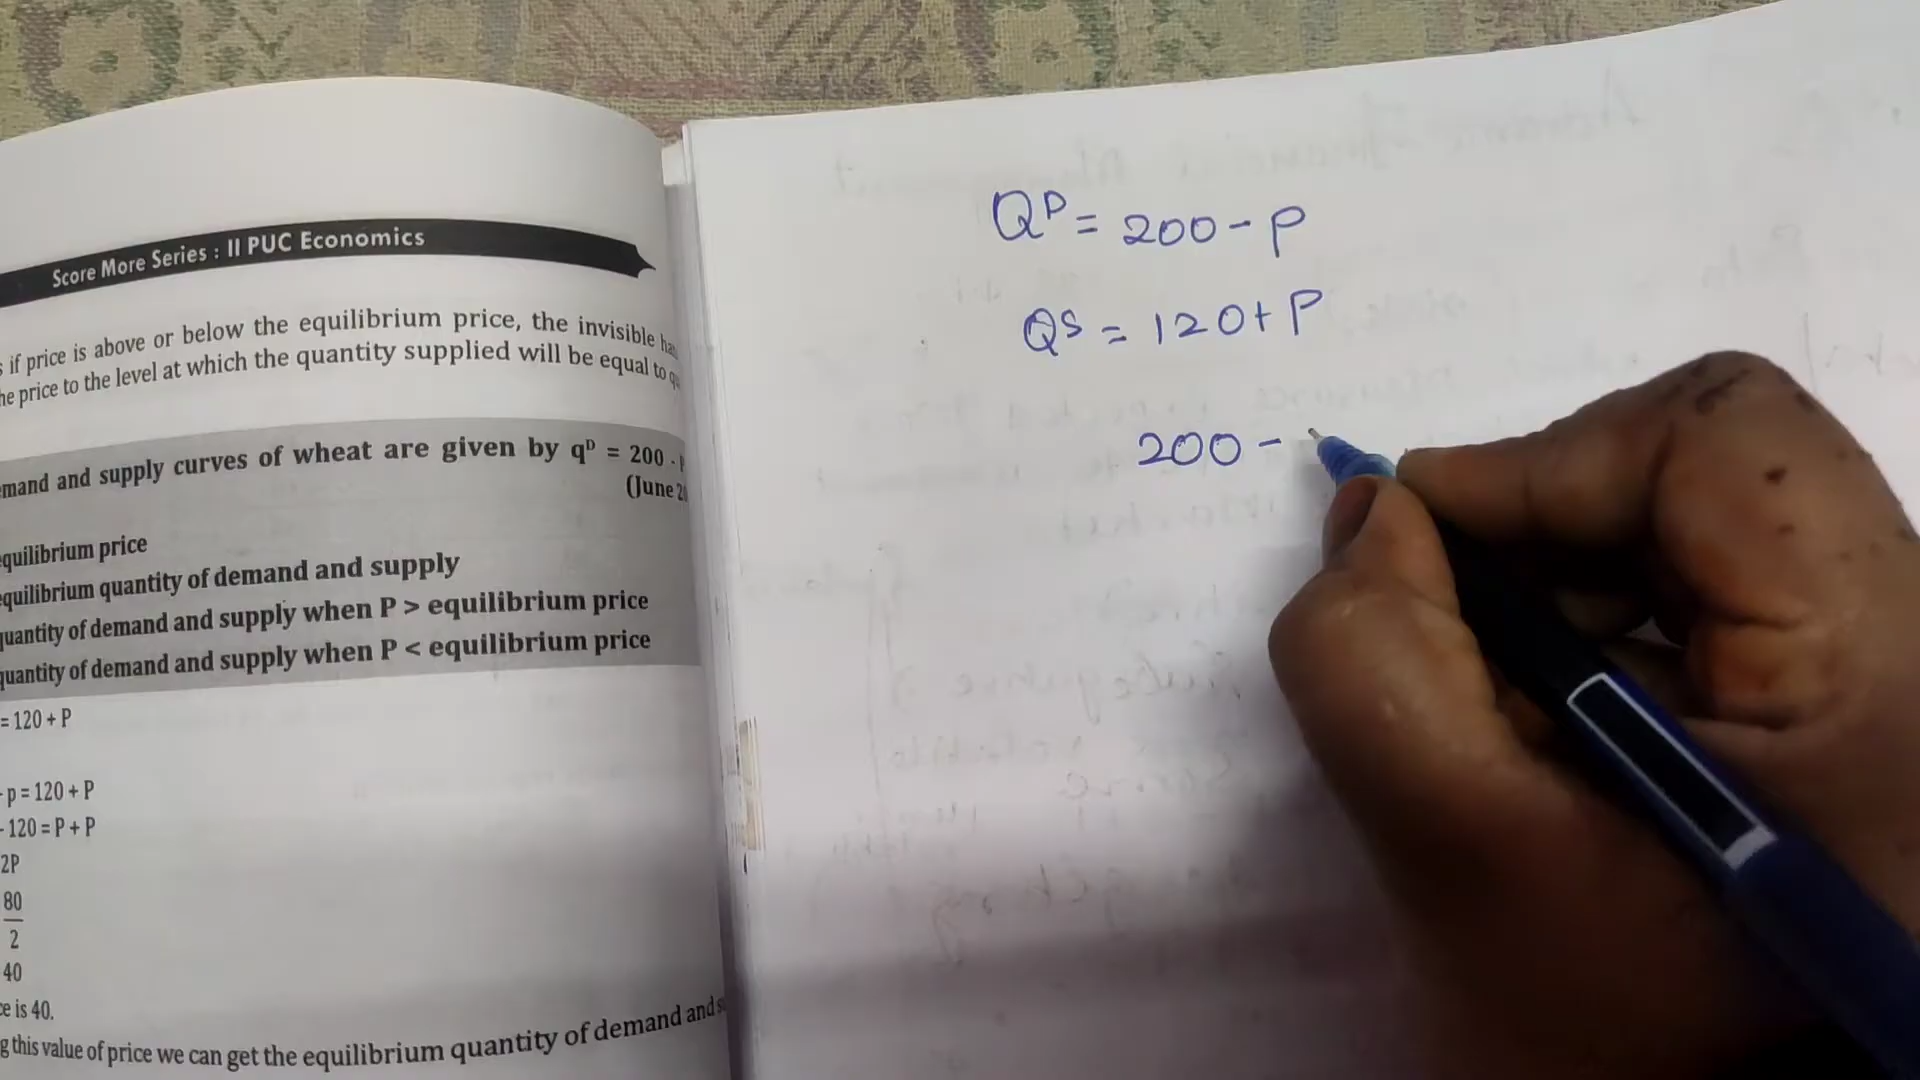 Score More Series : II PUC Economics
if price is above or below the equilibrium price, the invisible
price to the level at which the quantity supplied will be equal to
and supply curves of wheat are given by qᴰ = 200 -
(June 20
equilibrium price
equilibrium quantity of demand and supply
quantity of demand and supply when P > equilibrium price
quantity of demand and supply when P < equilibrium price
= 120 + P
- p = 120 + P
- 120 = P + P
2P
80
2
40
is 40.
this value of price we can get the equilibrium quantity of demand and
Qᴰ = 200 - P
Qˢ = 120 + P
200 -